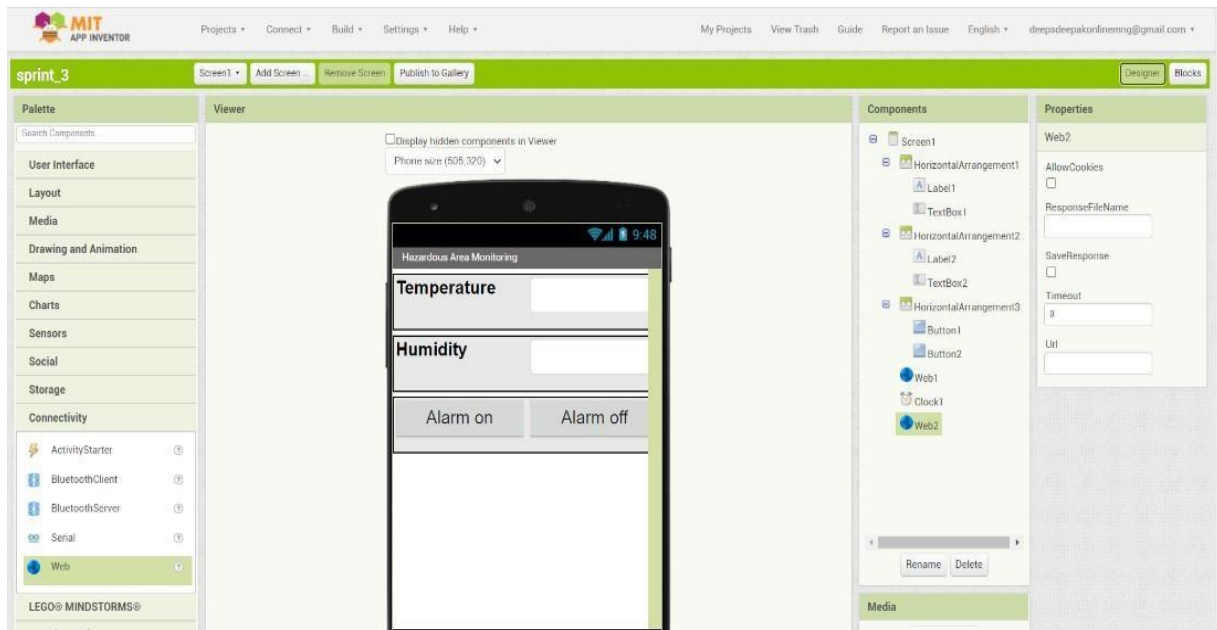 MIT
APP INVENTOR
Projects
Connect
Build
Settings
Help
My Projects
View Trash
Guide
Report an Issue
English
deepsdeepakonlinemng@gmail.com
sprint_3
Screen1
Add Screen ...
Remove Screen
Publish to Gallery
Designer
Blocks
Palette
Search Components
User Interface
Layout
Media
Drawing and Animation
Maps
Charts
Sensors
Social
Storage
Connectivity
ActivityStarter
BluetoothClient
BluetoothServer
Serial
Web
LEGO® MINDSTORMS®
Viewer
Display hidden components in Viewer
Phone size (505,320)
9:48
Hazardous Area Monitoring
Temperature
Humidity
Alarm on
Alarm off
Components
Screen1
HorizontalArrangement1
Label1
TextBox1
HorizontalArrangement2
Label2
TextBox2
HorizontalArrangement3
Button1
Button2
Web1
Clock1
Web2
Rename
Delete
Media
Properties
Web2
AllowCookies
ResponseFileName
SaveResponse
Timeout
0
Url